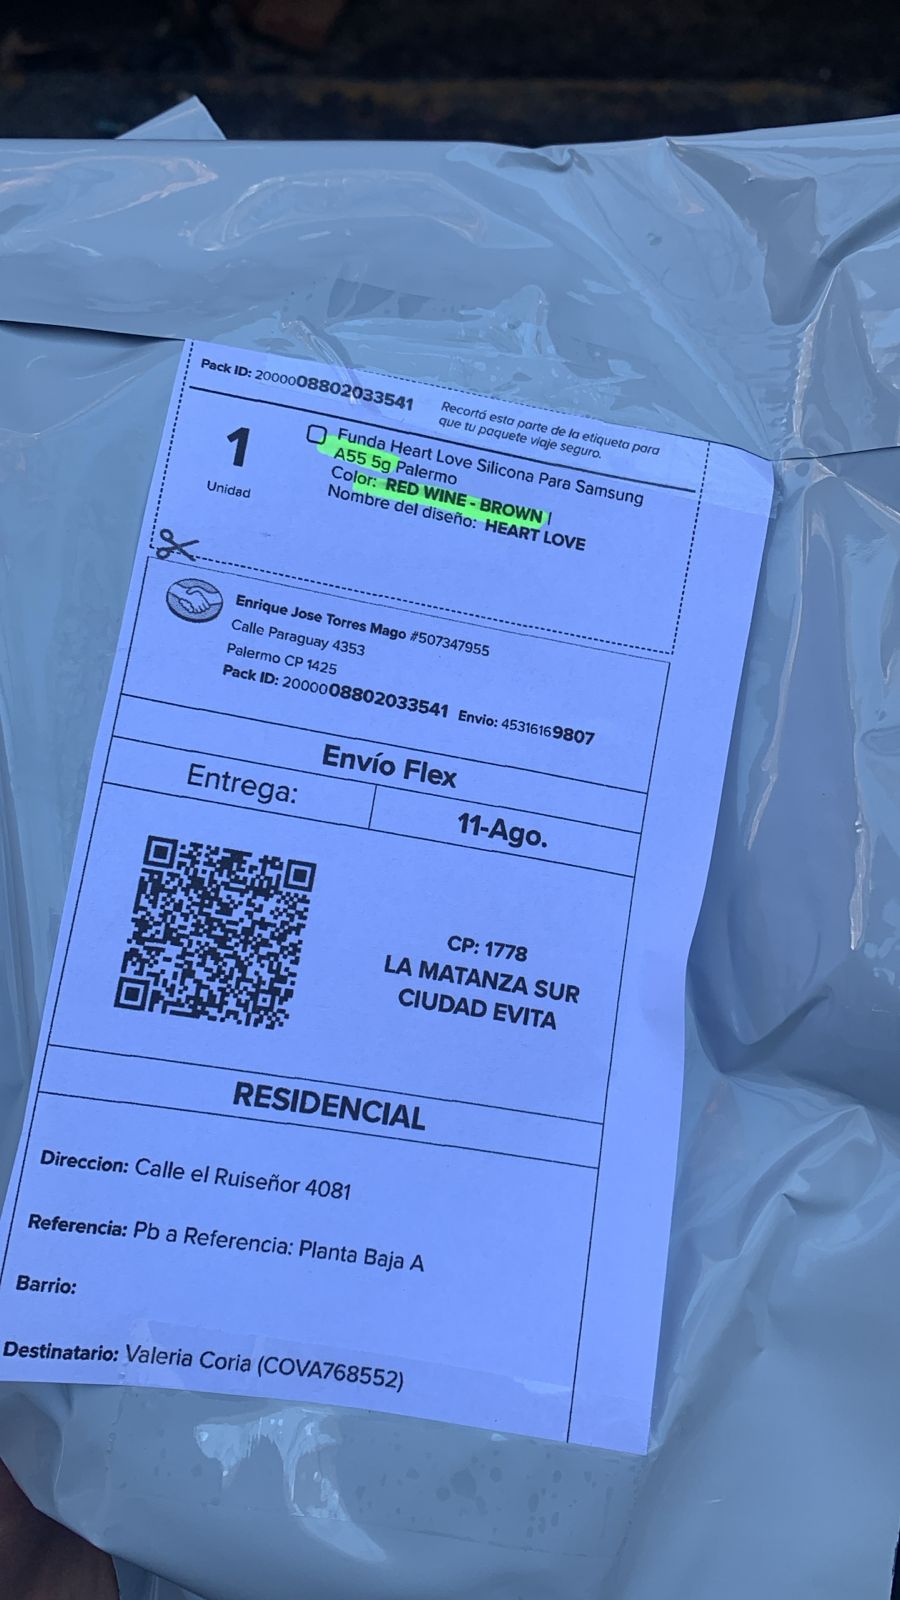 Pack ID: 2000008802033541
Recortá esta parte de la etiqueta para
que tu paquete viaje seguro.
1
Unidad
Funda Heart Love Silicona Para Samsung
A55 5g Palermo
Color: RED WINE - BROWN |
Nombre del diseño: HEART LOVE
Enrique Jose Torres Mago #507347955
Calle Paraguay 4353
Palermo CP 1425
Pack ID: 2000008802033541 Envio: 45316169807
Envío Flex
Entrega:
11-Ago.
CP: 1778
LA MATANZA SUR
CIUDAD EVITA
RESIDENCIAL
Direccion: Calle el Ruiseñor 4081
Referencia: Pb a Referencia: Planta Baja A
Barrio:
Destinatario: Valeria Coria (COVA768552)